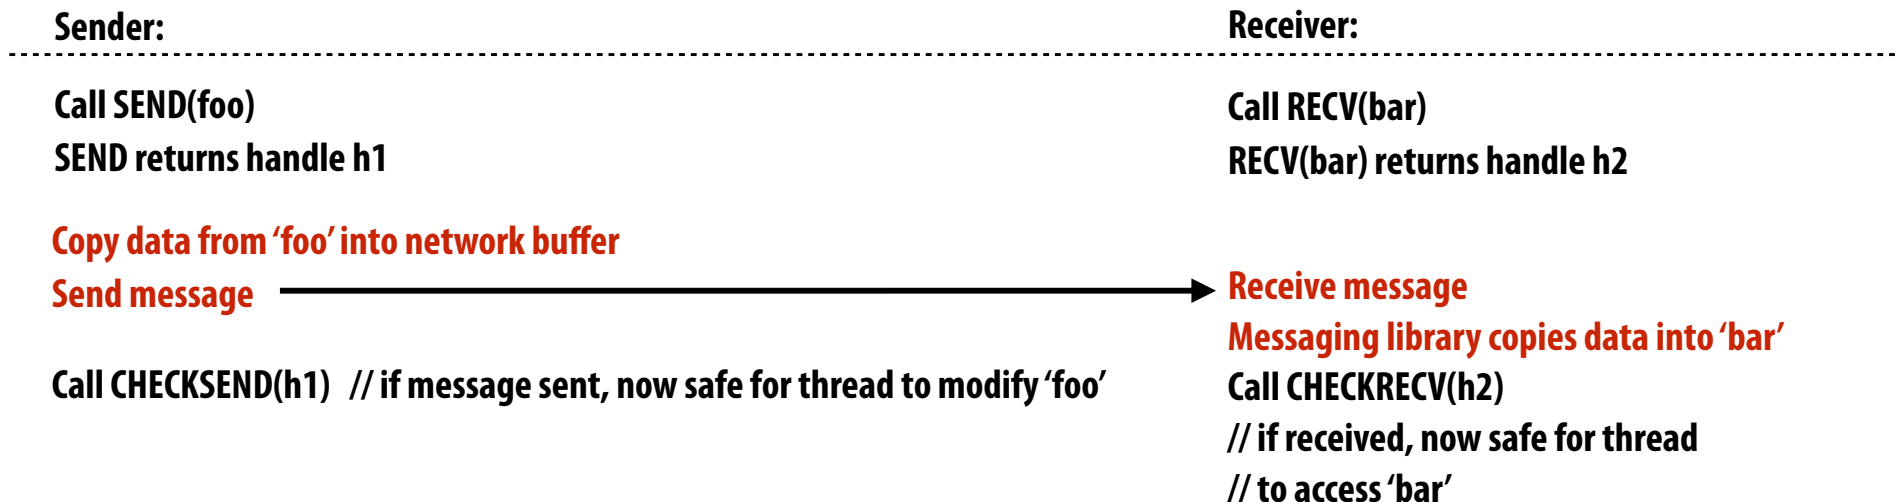 Sender:
Receiver:
Call SEND(foo)
SEND returns handle h1
Call RECV(bar)
RECV(bar) returns handle h2
Copy data from ‘foo’ into network buffer
Send message
Receive message
Messaging library copies data into ‘bar’
Call CHECKSEND(h1) // if message sent, now safe for thread to modify ‘foo’
Call CHECKRECV(h2)
// if received, now safe for thread
// to access ‘bar’